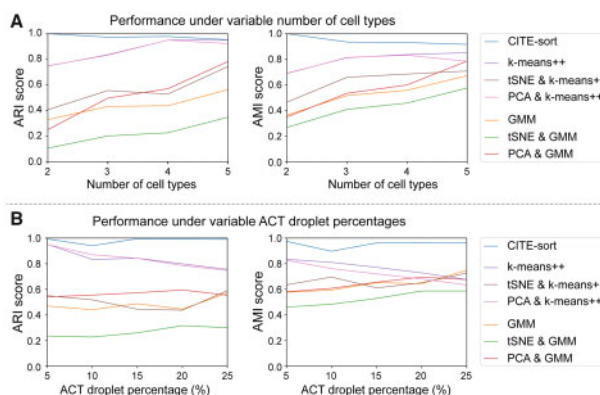 A Performance under variable number of cell types
1.0
0.8
0.6
0.4
0.2
0.0
ARI score
2 3 4 5
Number of cell types
1.0
0.8
0.6
0.4
0.2
0.0
AMI score
2 3 4 5
Number of cell types
CITE-sort
k-means++
tSNE & k-means++
PCA & k-means++
GMM
tSNE & GMM
PCA & GMM
B Performance under variable ACT droplet percentages
1.0
0.8
0.6
0.4
0.2
0.0
ARI score
5 10 15 20 25
ACT droplet percentage (%)
1.0
0.8
0.6
0.4
0.2
0.0
AMI score
5 10 15 20 25
ACT droplet percentage (%)
CITE-sort
k-means++
tSNE & k-means++
PCA & k-means++
GMM
tSNE & GMM
PCA & GMM